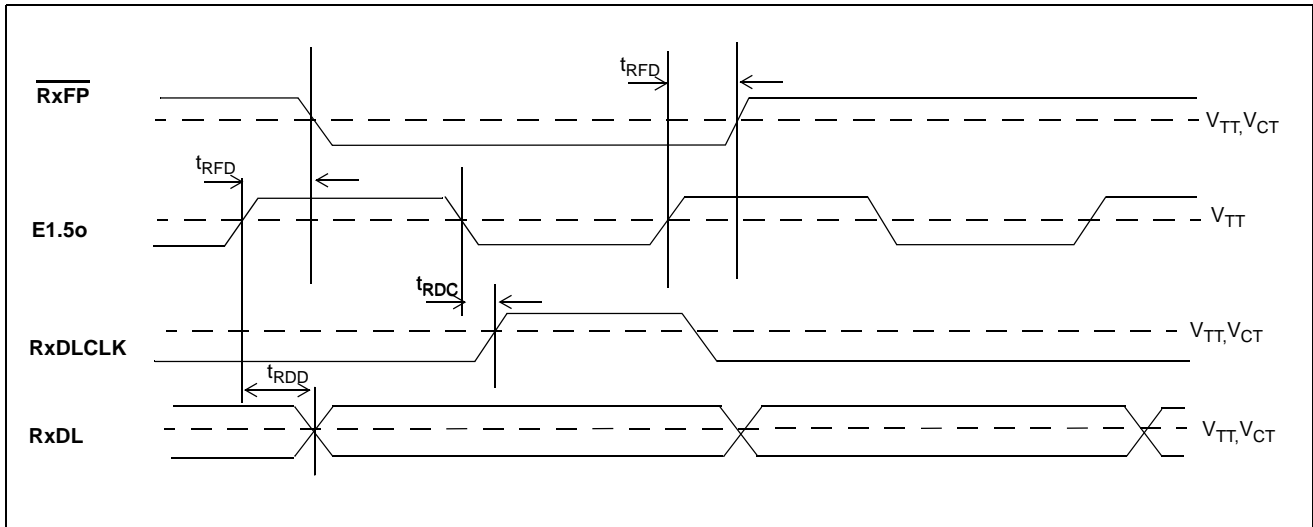 tRFD
RxFP
VTT,VCT
tRFD
E1.5o
VTT
tRDC
RxDLCLK
VTT,VCT
tRDD
RxDL
VTT,VCT